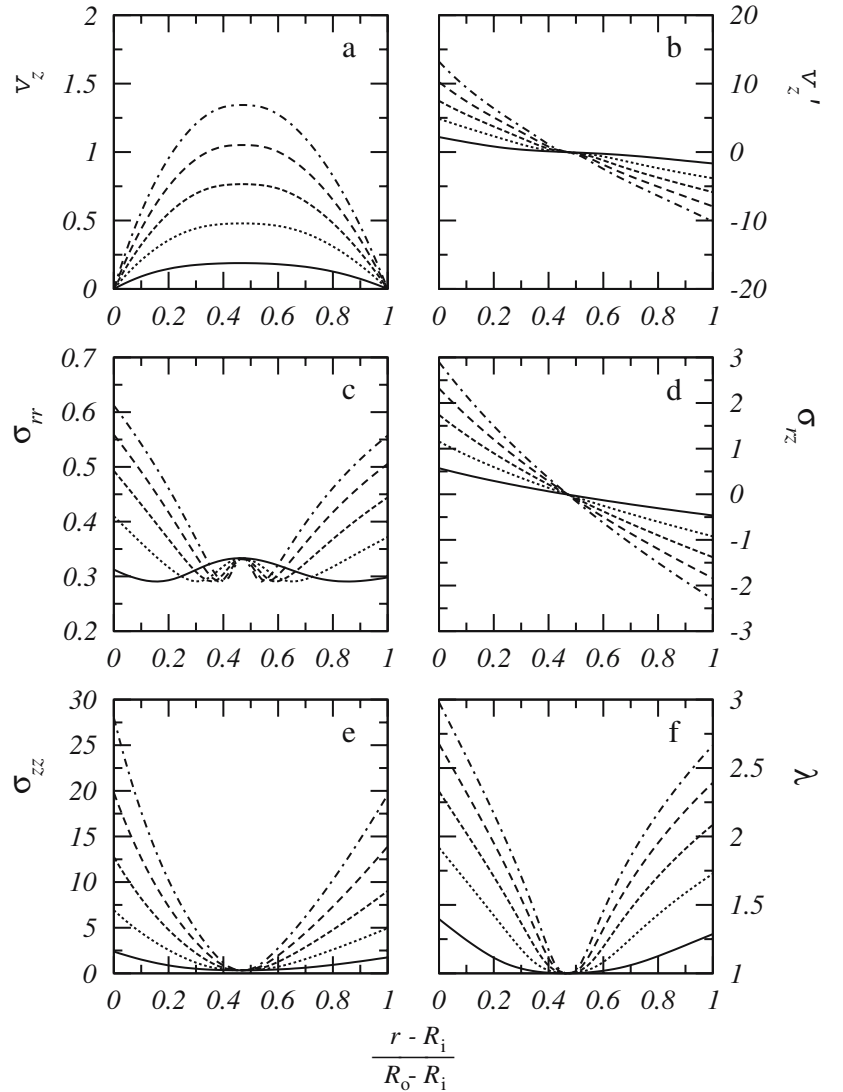 2 a b 20
1.5 10
v_z 1 0 v_z'
0.5 -10
0 -20
0 0.2 0.4 0.6 0.8 1 0 0.2 0.4 0.6 0.8 1
0.7 c d 3
0.6 2
σ_rr 0.5 1 σ_rz
0 
0.4 -1
0.3 -2
0.2 -3
0 0.2 0.4 0.6 0.8 1 0 0.2 0.4 0.6 0.8 1
30 e f 3
25 2.5
σ_zz 20 λ
15 2
10
5 1.5
0 1
0 0.2 0.4 0.6 0.8 1 0 0.2 0.4 0.6 0.8 1
r - R_i
R_o - R_i